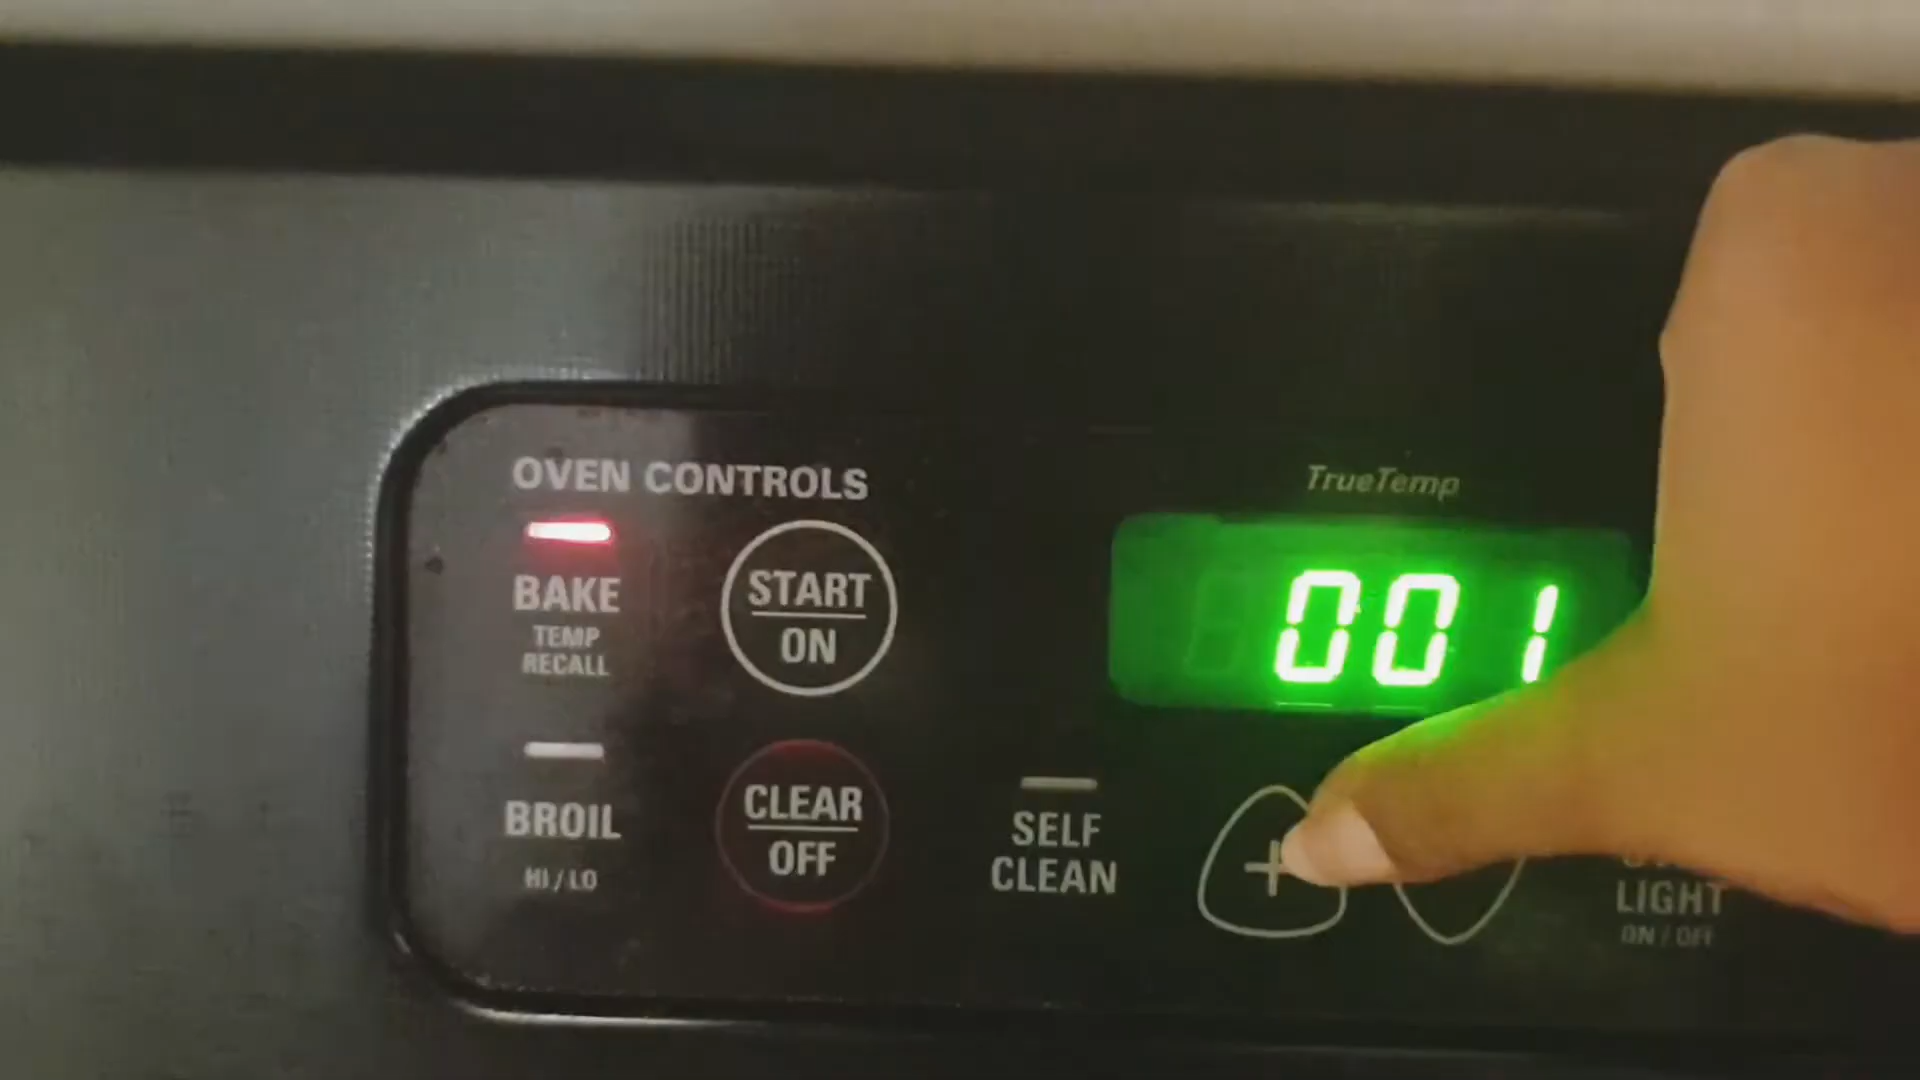 OVEN CONTROLS
BAKE
TEMP
RECALL
START
ON
BROIL
HI / LO
CLEAR
OFF
SELF
CLEAN
TrueTemp
001
+
LIGHT
ON / OFF